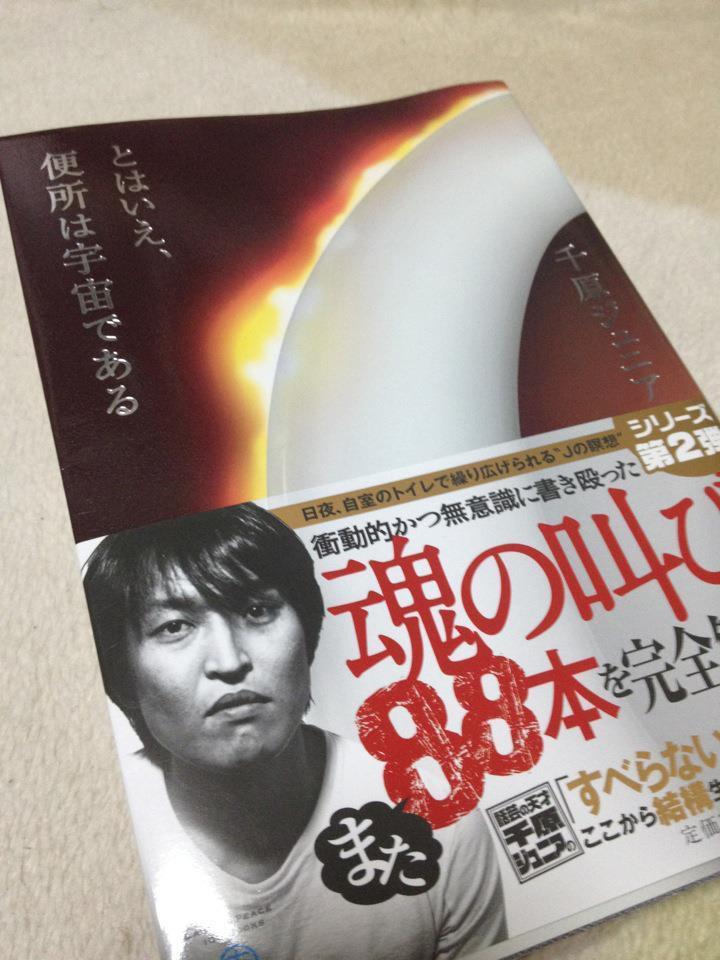 とはいえ、
便所は宇宙である
千原ジュニア
シリーズ
第2弾
日夜、自室のトイレで繰り広げられる“Jの瞑想”
衝動的かつ無意識に書き殴った
魂の叫び
88本を完全
また
話芸の天才
千原
ジュニアの
「すべらない
ここから結構
定価
PEACE